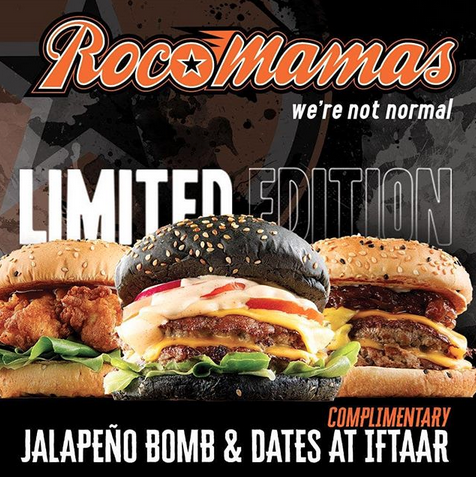 RocoMamas
we're not normal
LIMITED EDITION
COMPLIMENTARY
JALAPEÑO BOMB & DATES AT IFTAAR